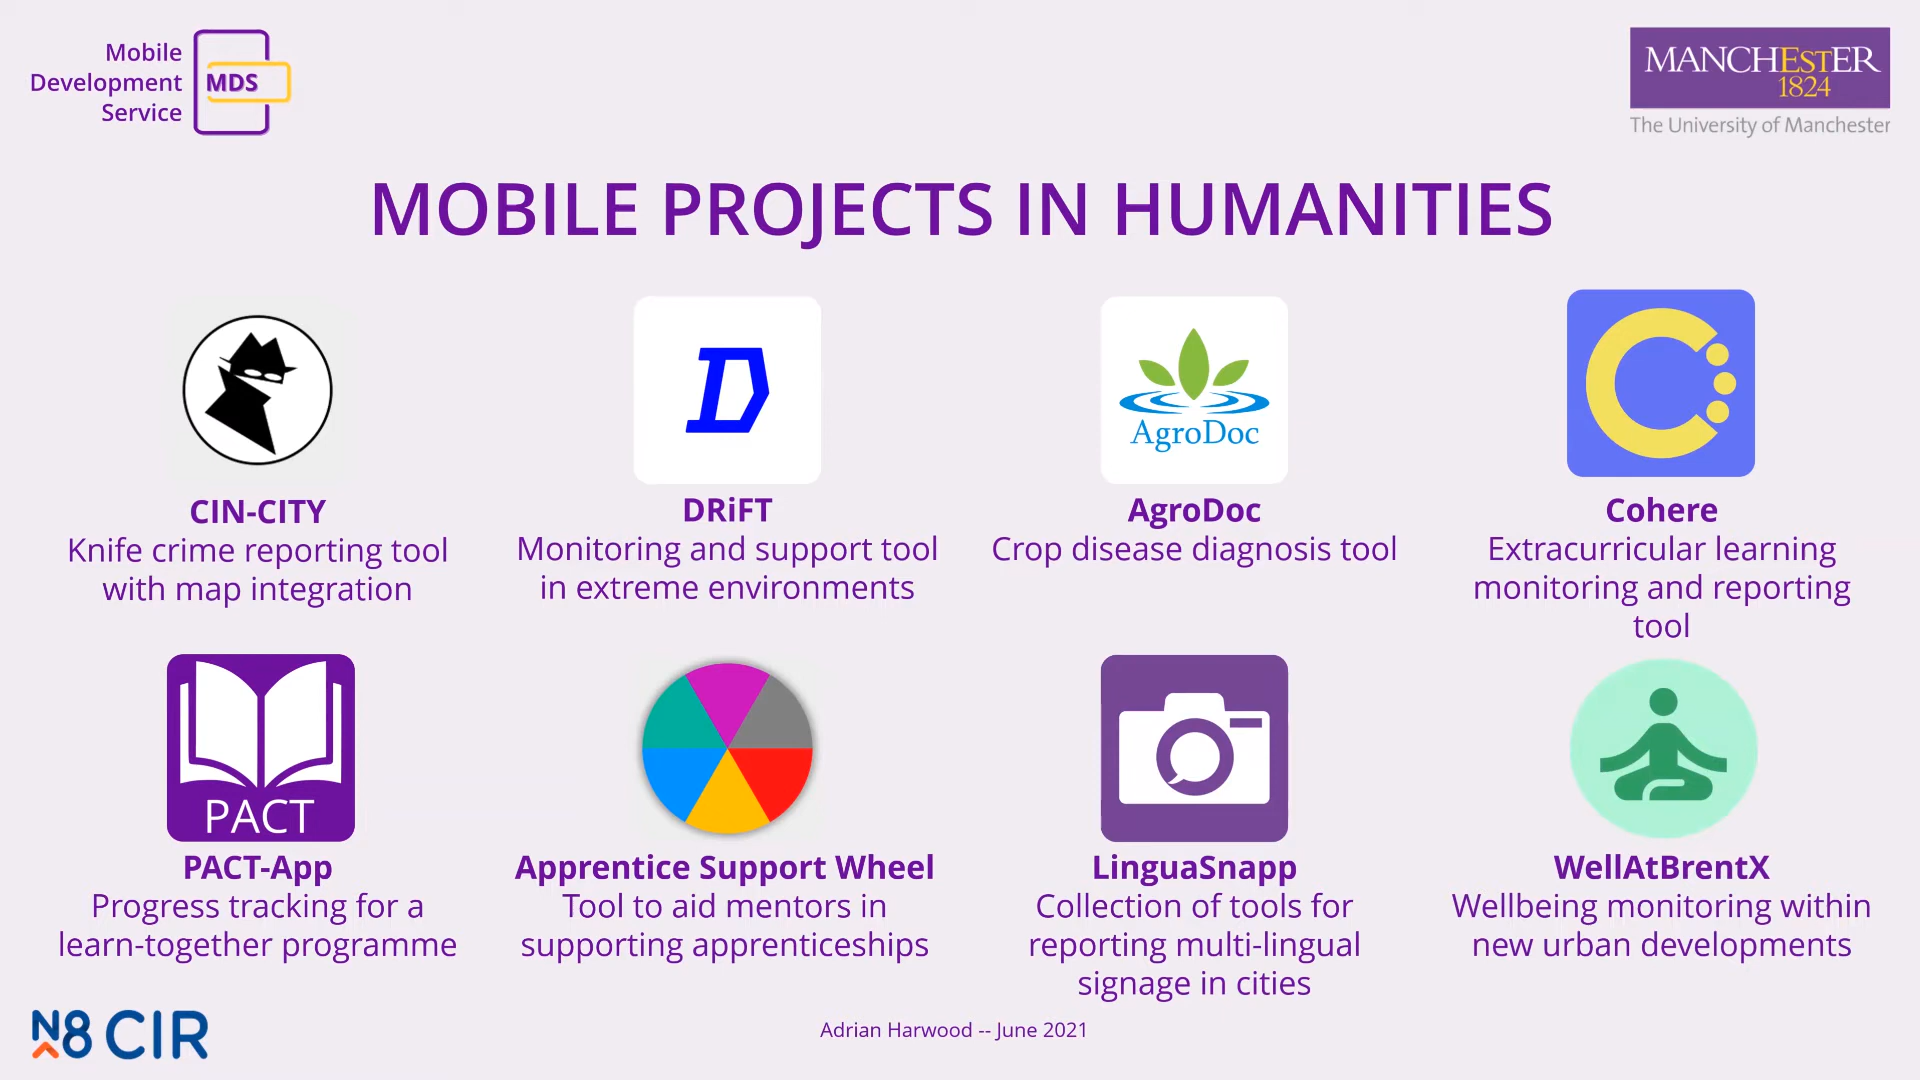 Mobile
Development
Service
MDS
MANCHESTER
1824
The University of Manchester
MOBILE PROJECTS IN HUMANITIES
D
AgroDoc
CIN-CITY
Knife crime reporting tool
with map integration
DRiFT
Monitoring and support tool
in extreme environments
AgroDoc
Crop disease diagnosis tool
Cohere
Extracurricular learning
monitoring and reporting
tool
PACT
PACT-App
Progress tracking for a
learn-together programme
Apprentice Support Wheel
Tool to aid mentors in
supporting apprenticeships
LinguaSnapp
Collection of tools for
reporting multi-lingual
signage in cities
WellAtBrentX
Wellbeing monitoring within
new urban developments
N8 CIR
Adrian Harwood -- June 2021